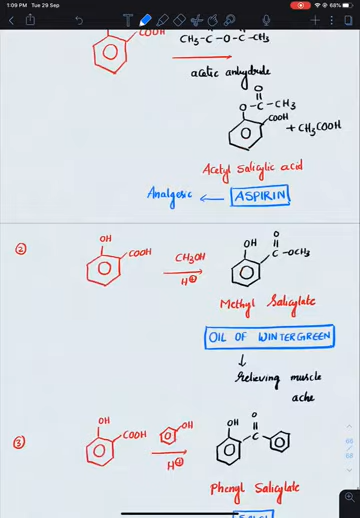 1:09 PM Tue 29 Sep
68%
COOH CH₃-C-O-C-CH₃
acetic anhydride
O
O-C-CH₃
COOH
+ CH₃COOH
Acetyl Salicylic acid
Analgesic ← ASPIRIN
②
OH
COOH
CH₃OH
H⊕
OH
O
C-OCH₃
Methyl Salicylate
OIL OF WINTERGREEN
↓
relieving muscle
ache
③
OH
COOH
OH
H⊕
OH
O
C
Phenyl Salicylate
66
/
68